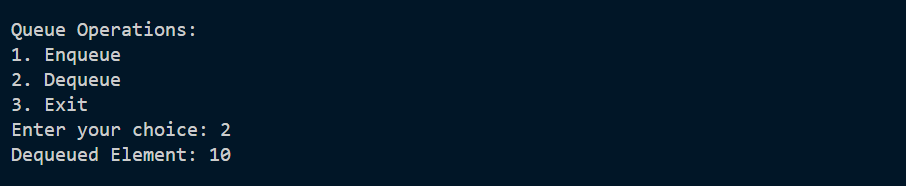 Queue Operations:
1. Enqueue
2. Dequeue
3. Exit
Enter your choice: 2
Dequeued Element: 10